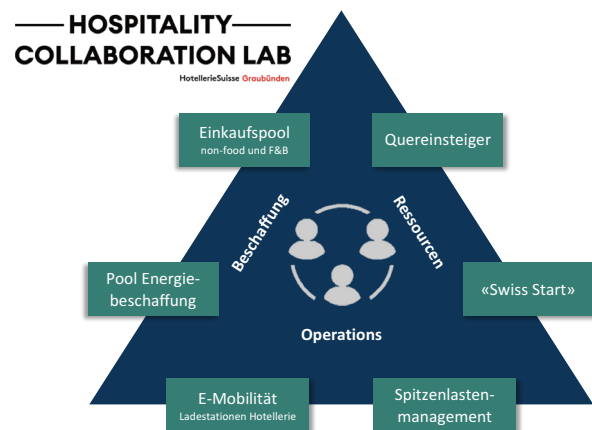 HOSPITALITY
COLLABORATION LAB
HotellerieSuisse Graubünden
Einkaufspool
non-food und F&B
Quereinsteiger
Beschaffung
Ressourcen
Pool Energie-
beschaffung
«Swiss Start»
Operations
E-Mobilität
Ladestationen Hotellerie
Spitzenlasten-
management